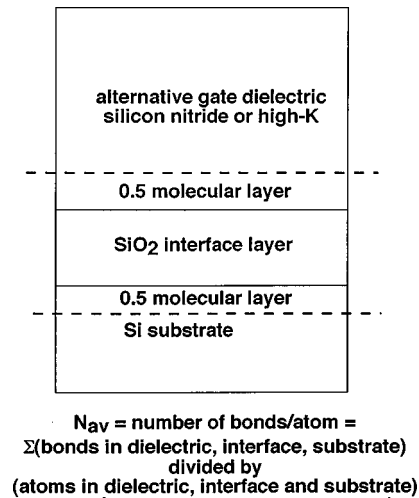 alternative gate dielectric
silicon nitride or high-K
0.5 molecular layer
SiO2 interface layer
0.5 molecular layer
Si substrate
Nav = number of bonds/atom =
Σ(bonds in dielectric, interface, substrate)
divided by
(atoms in dielectric, interface and substrate)